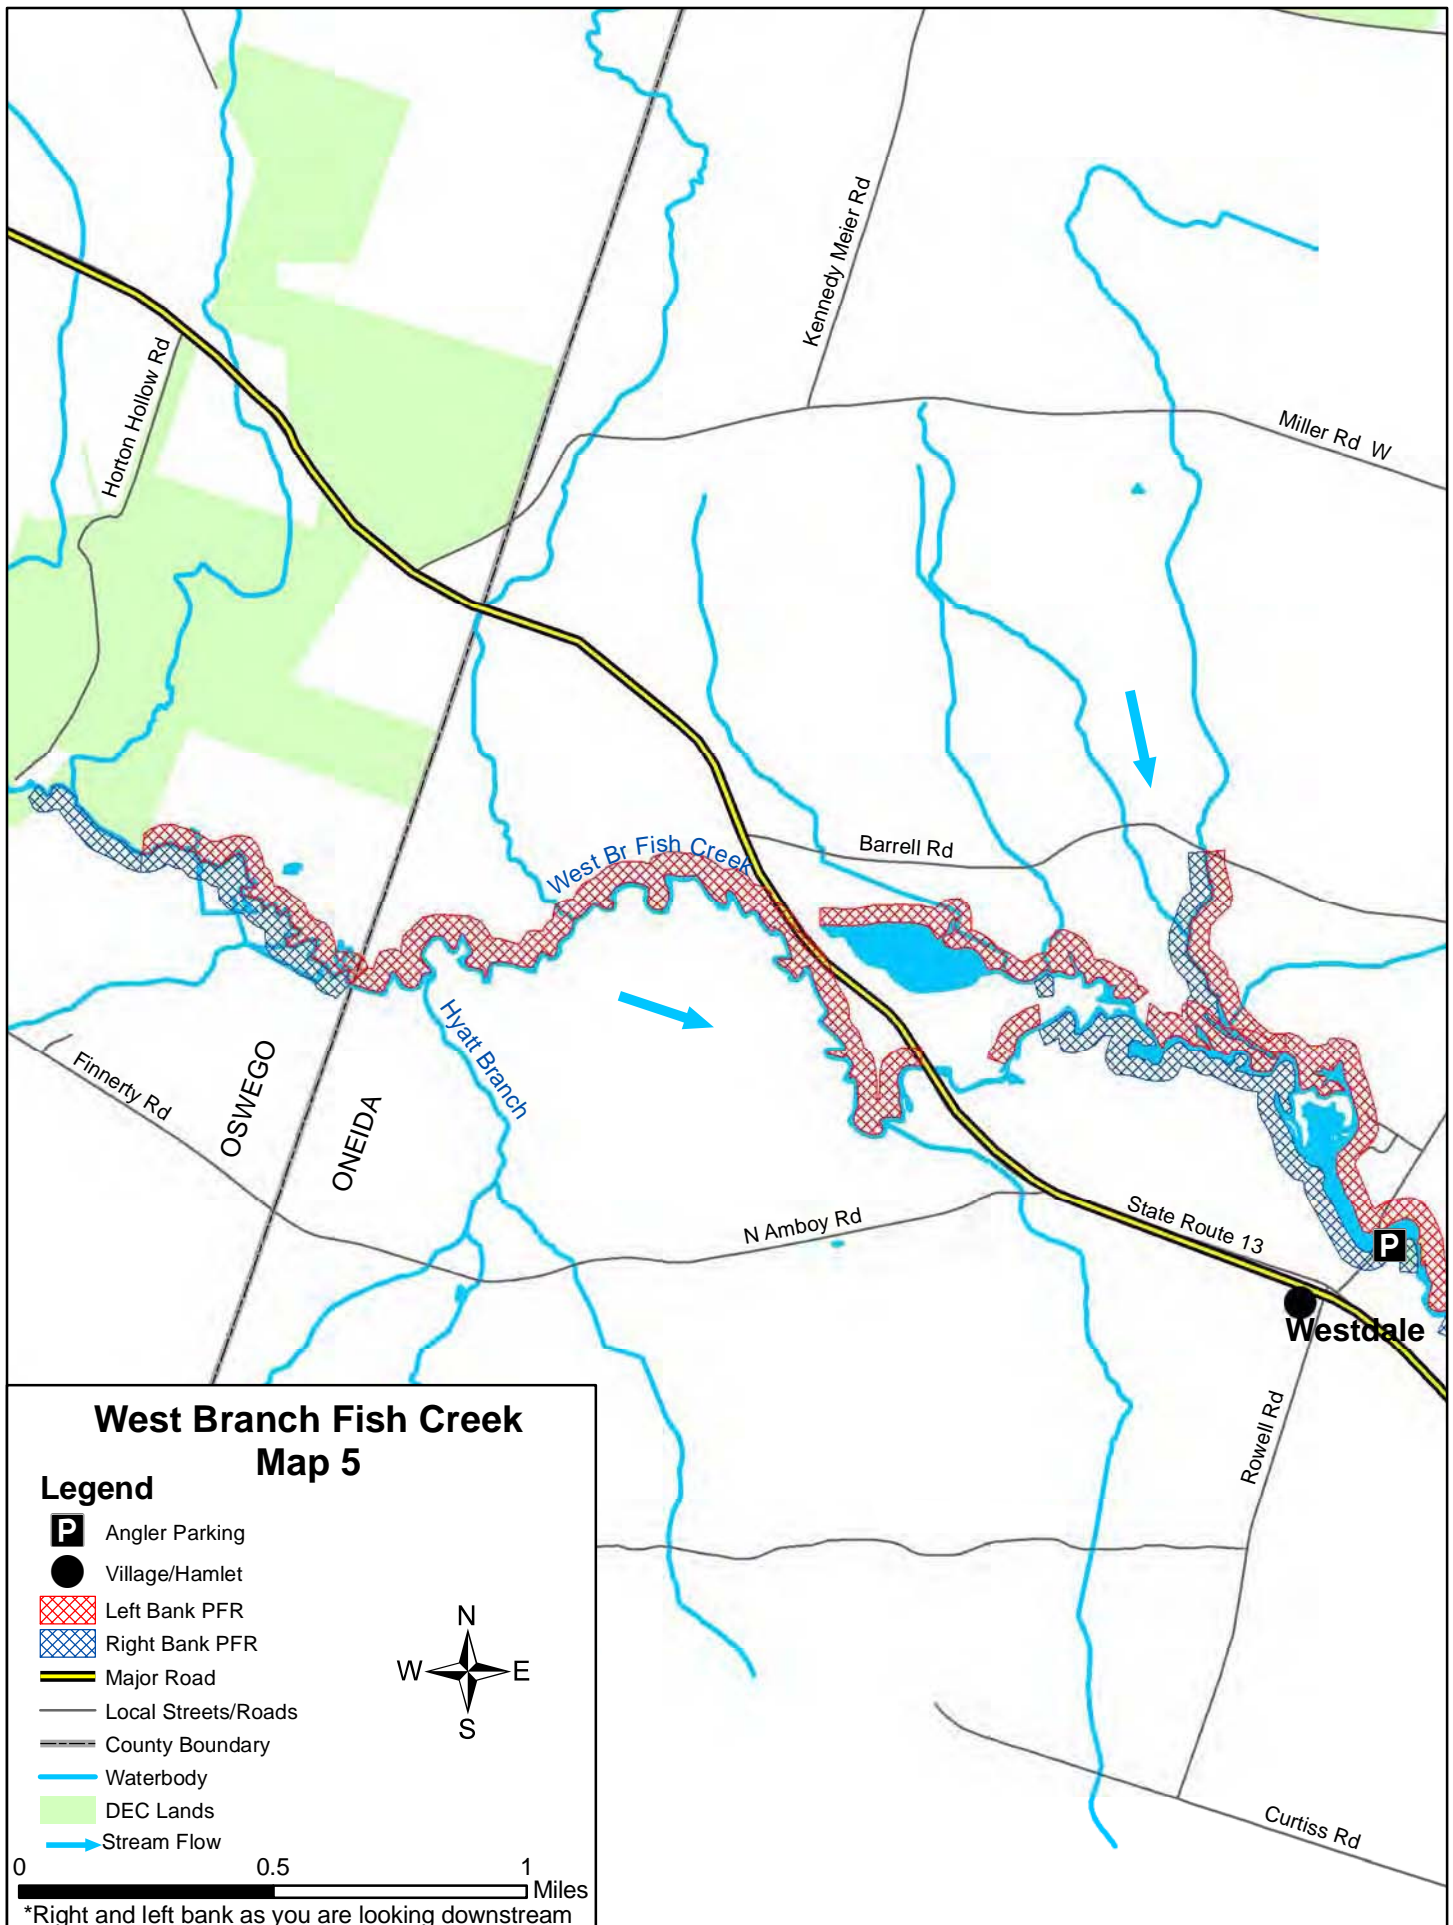 Kennedy Meier Rd
Horton Hollow Rd
Miller Rd W
West Br Fish Creek
Barrell Rd
Hyatt Branch
Finnerty Rd
OSWEGO
ONEIDA
N Amboy Rd
State Route 13
P
Westdale
Rowell Rd
Curtiss Rd
West Branch Fish Creek
Map 5
Legend
P Angler Parking
Village/Hamlet
Left Bank PFR
Right Bank PFR
Major Road
Local Streets/Roads
County Boundary
Waterbody
DEC Lands
Stream Flow
N
W E
S
0 0.5 1
Miles
*Right and left bank as you are looking downstream